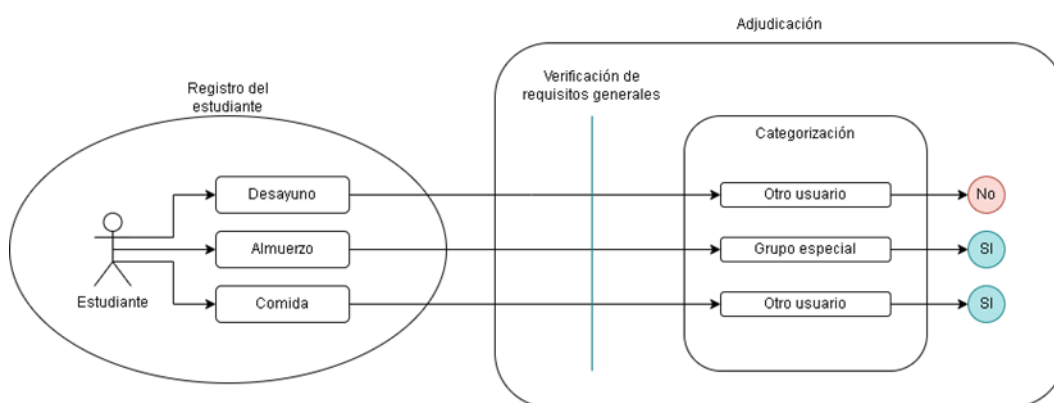 Adjudicación
Verificación de
requisitos generales
Registro del
estudiante
Categorización
Desayuno
Otro usuario
No
Almuerzo
Grupo especial
SI
Estudiante
Comida
Otro usuario
SI